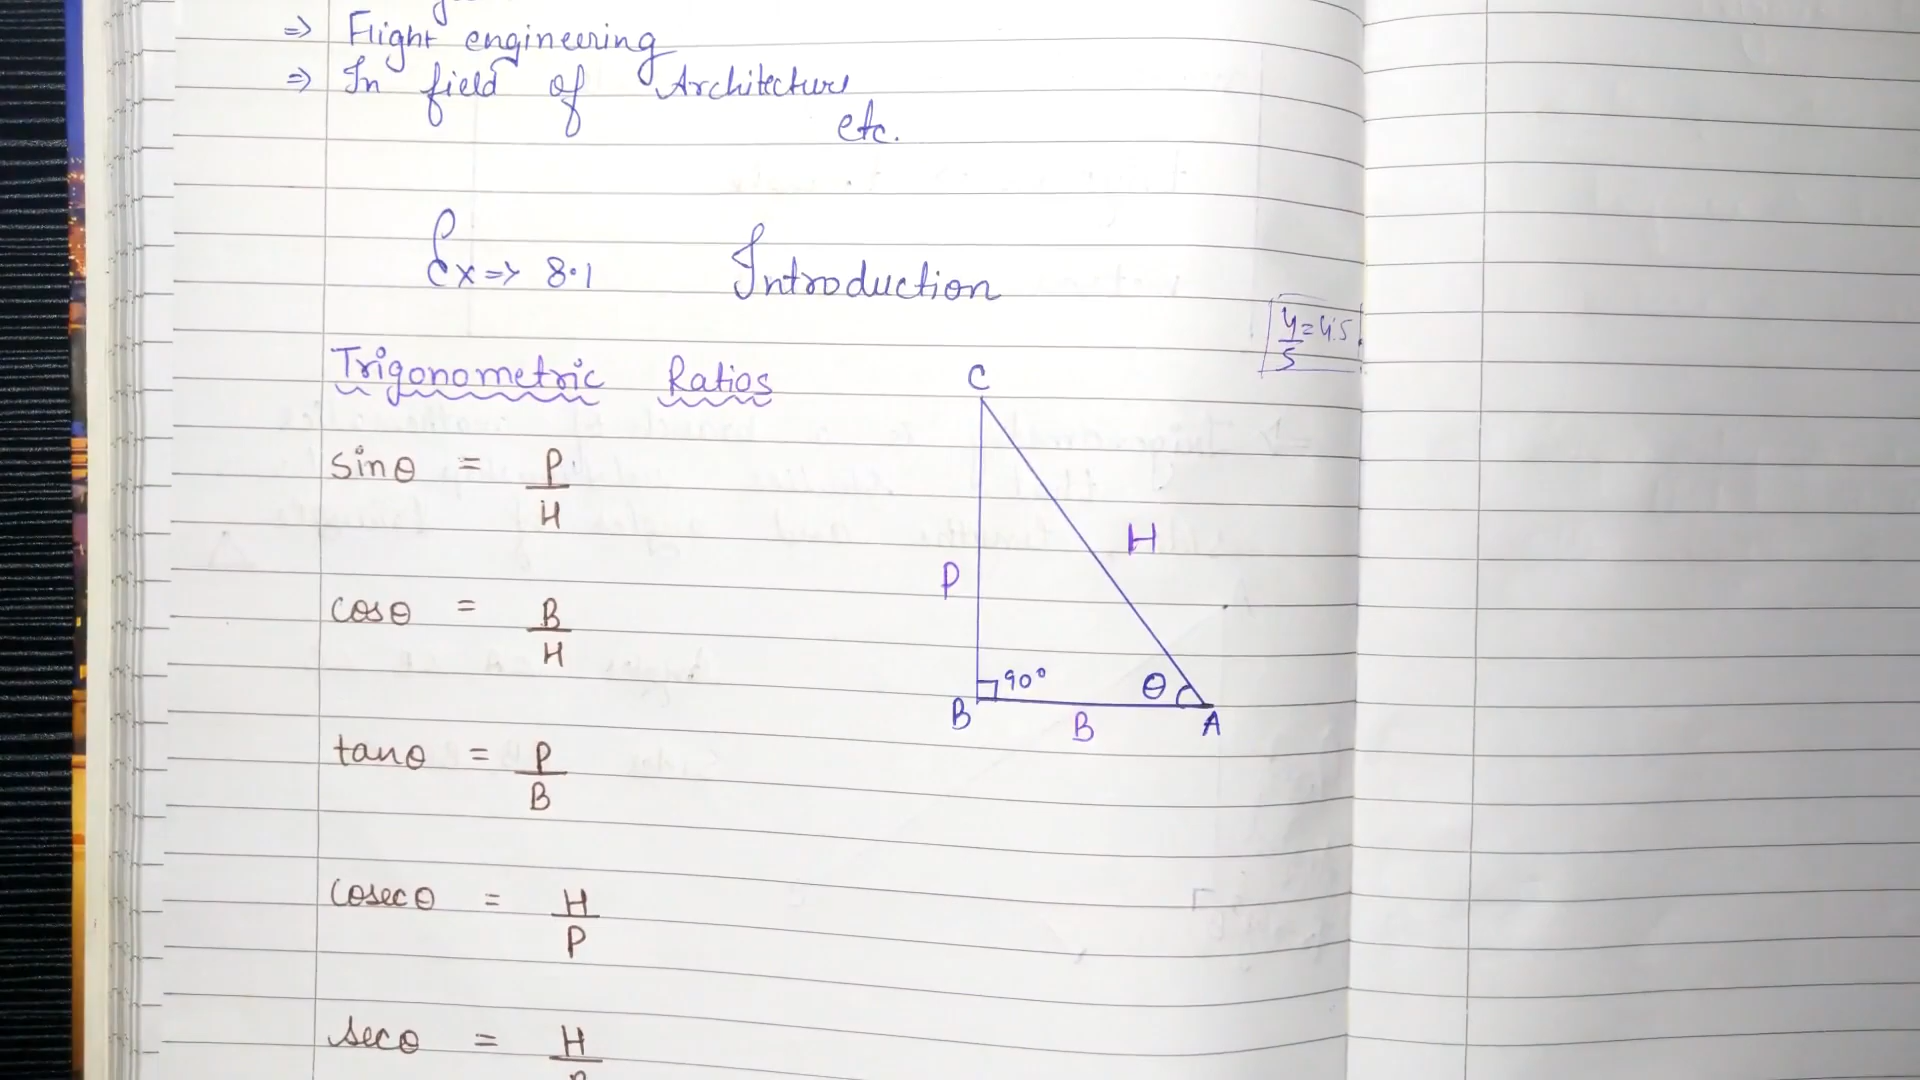 ⇒ Flight engineering
⇒ In field of Architecture
etc.
Ex ⇒ 8.1 Introduction
Trigonometric Ratios
sinθ = P/H
cosθ = B/H
tanθ = P/B
cosecθ = H/P
secθ = H
C
P
H
90°
θ
B
B
A